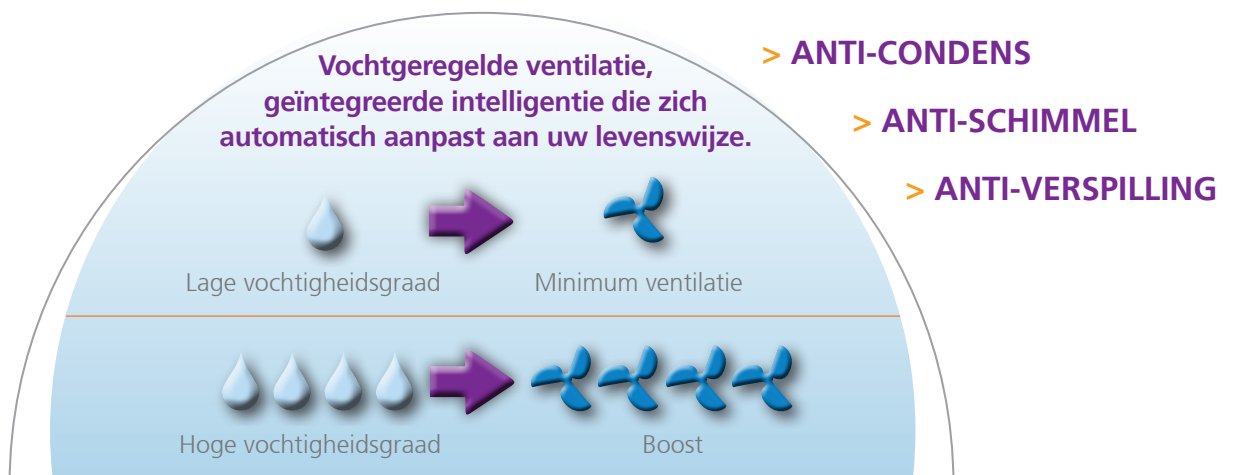 Vochtgeregelde ventilatie,
geïntegreerde intelligentie die zich
automatisch aanpast aan uw levenswijze.
> ANTI-CONDENS
> ANTI-SCHIMMEL
> ANTI-VERSPILLING
Lage vochtigheidsgraad
Minimum ventilatie
Hoge vochtigheidsgraad
Boost